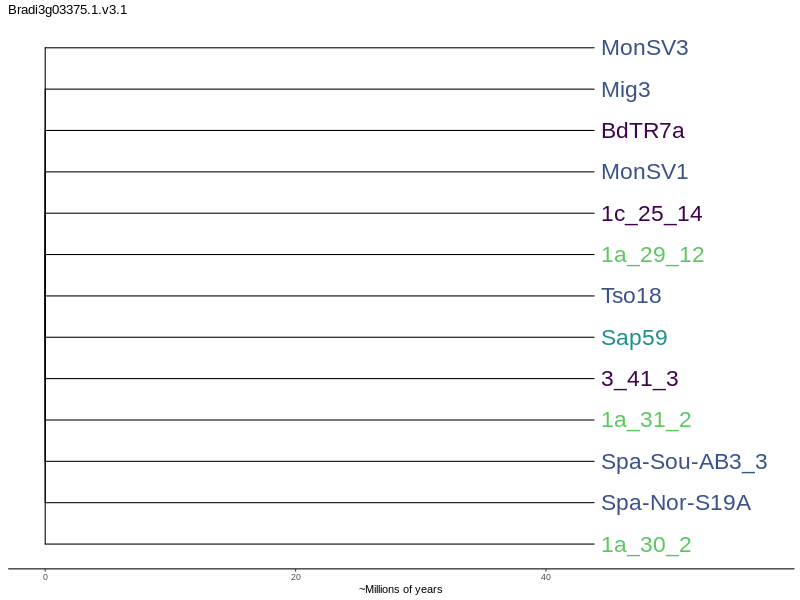 Bradi3g03375.1.v3.1
MonSV3
Mig3
BdTR7a
MonSV1
1c_25_14
1a_29_12
Tso18
Sap59
3_41_3
1a_31_2
Spa-Sou-AB3_3
Spa-Nor-S19A
1a_30_2
0 20 40
~Millions of years